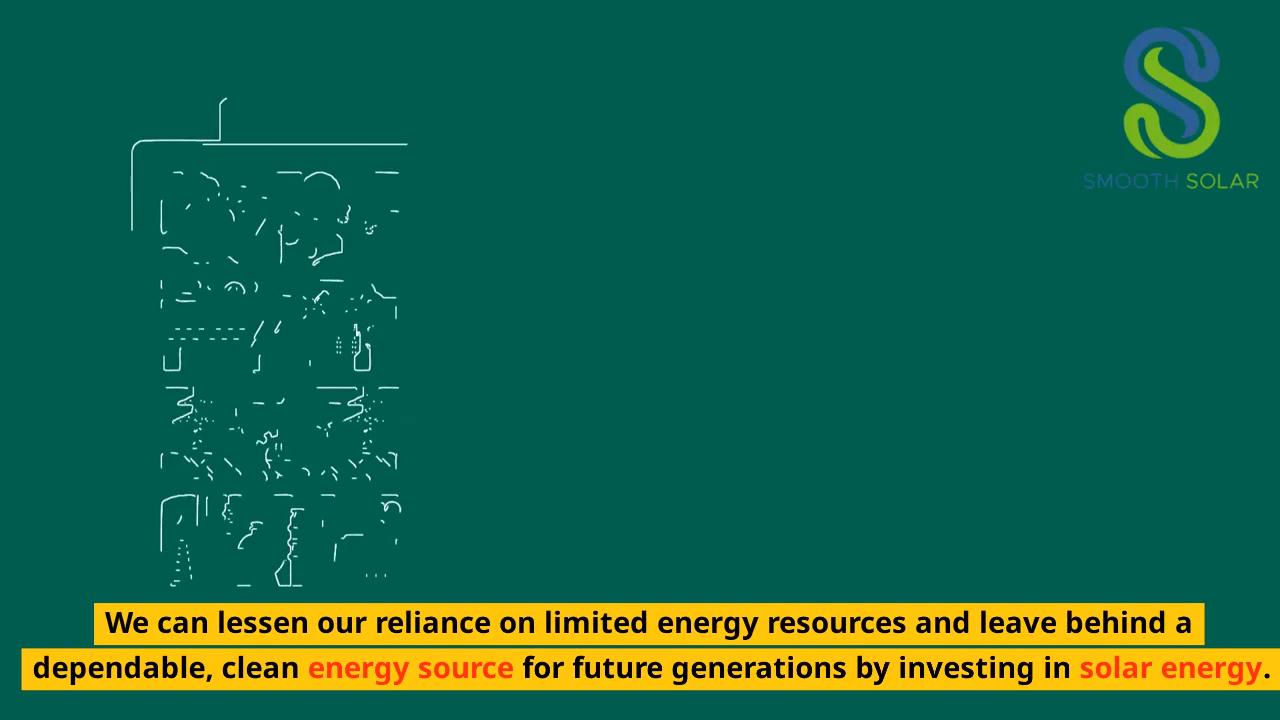 SMOOTH SOLAR
We can lessen our reliance on limited energy resources and leave behind a
dependable, clean energy source for future generations by investing in solar energy.